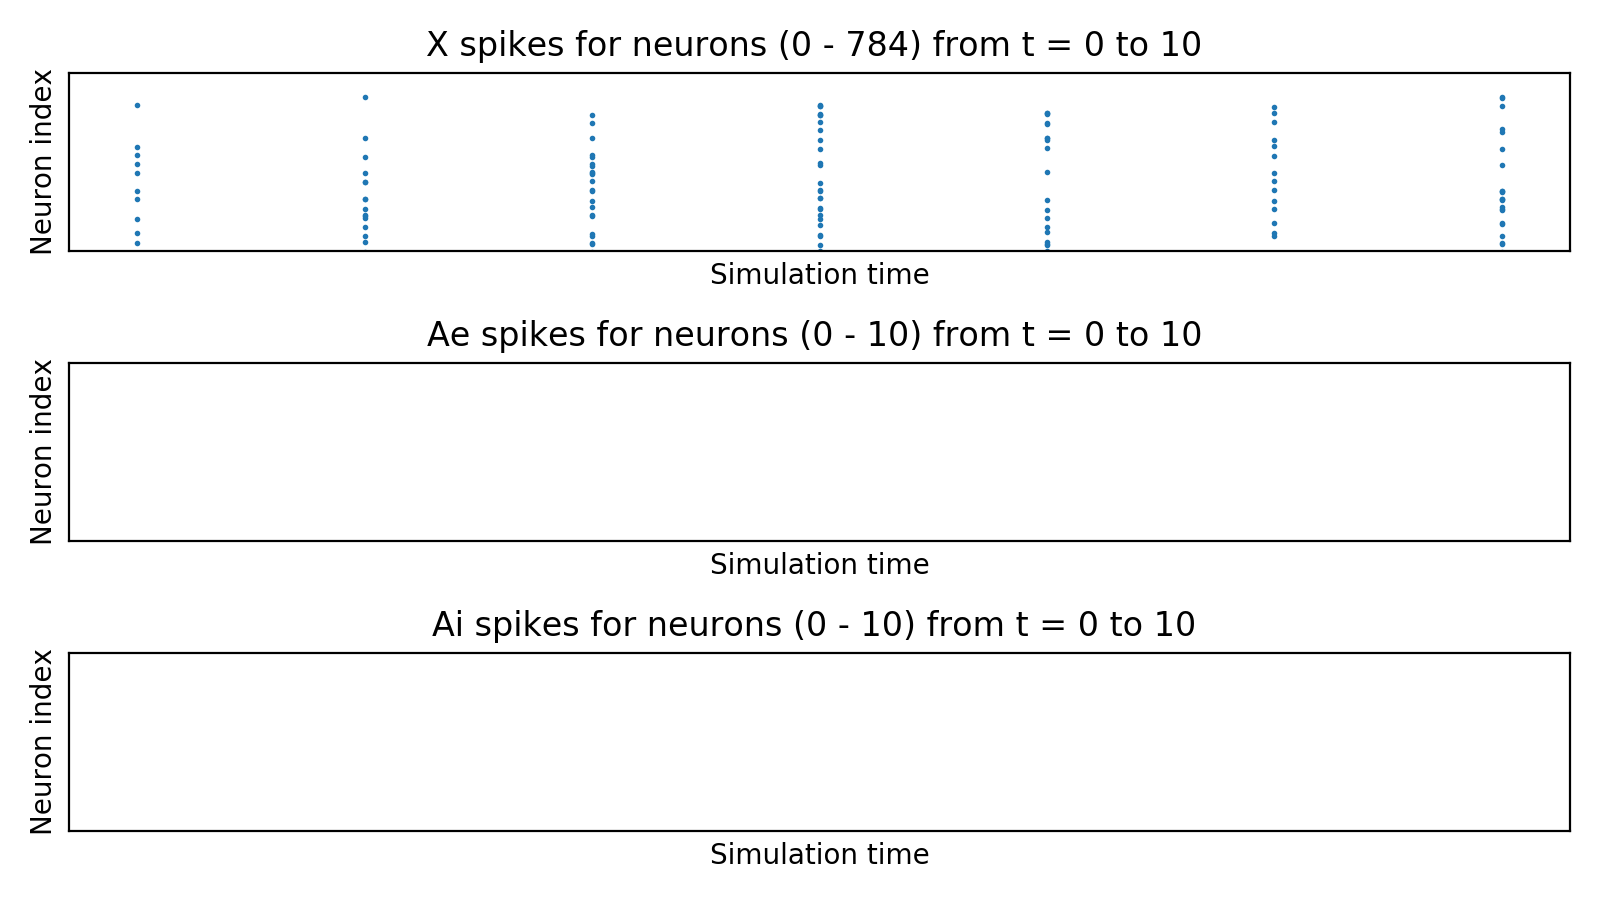 X spikes for neurons (0 - 784) from t = 0 to 10
Neuron index
Simulation time
Ae spikes for neurons (0 - 10) from t = 0 to 10
Neuron index
Simulation time
Ai spikes for neurons (0 - 10) from t = 0 to 10
Neuron index
Simulation time